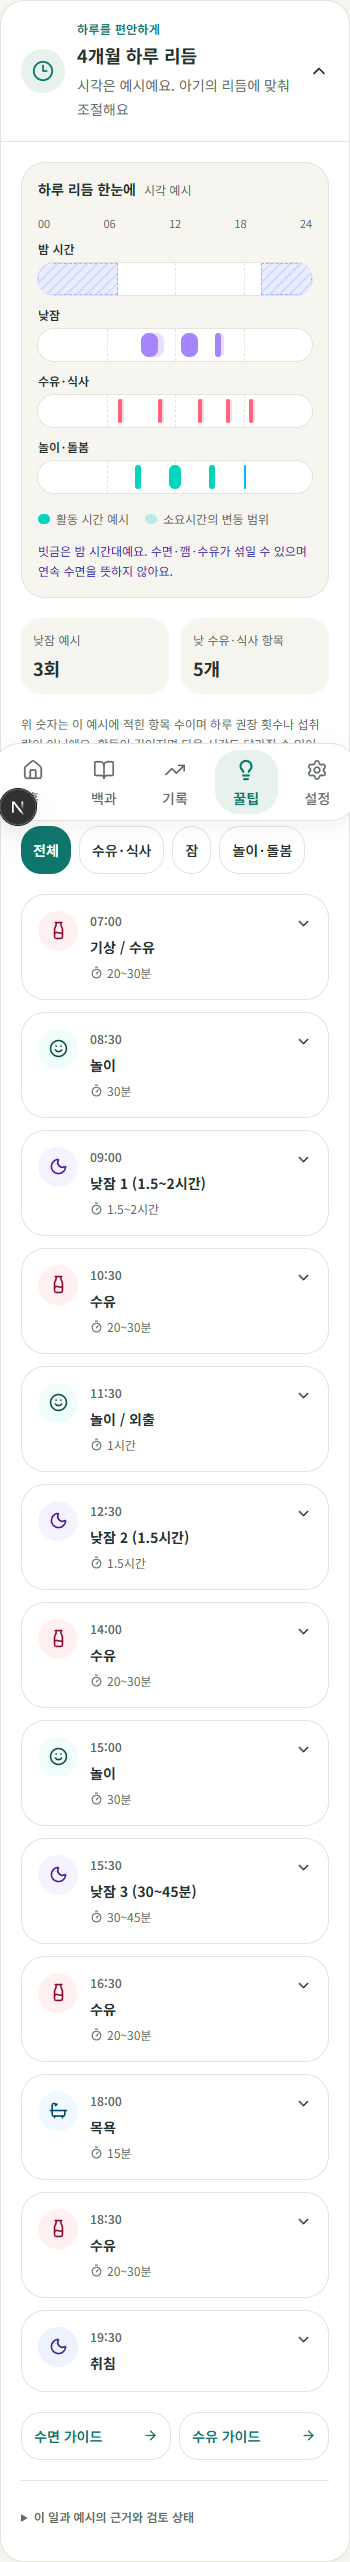 하루를 편안하게
4개월 하루 리듬
시각은 예시예요. 아기의 리듬에 맞춰
조절해요
하루 리듬 한눈에 시각 예시
00 06 12 18 24
밤 시간
낮잠
수유·식사
놀이·돌봄
활동 시간 예시 소요시간의 변동 범위
빗금은 밤 시간대예요. 수면·깸·수유가 섞일 수 있으며
연속 수면을 뜻하지 않아요.
낮잠 예시 낮 수유·식사 항목
3회 5개
위 숫자는 이 예시에 적힌 항목 수이며 하루 권장 횟수나 섭취
백과 기록 꿀팁 설정
N
전체 수유·식사 잠 놀이·돌봄
07:00
기상 / 수유
20~30분
08:30
놀이
30분
09:00
낮잠 1 (1.5~2시간)
1.5~2시간
10:30
수유
20~30분
11:30
놀이 / 외출
1시간
12:30
낮잠 2 (1.5시간)
1.5시간
14:00
수유
20~30분
15:00
놀이
30분
15:30
낮잠 3 (30~45분)
30~45분
16:30
수유
20~30분
18:00
목욕
15분
18:30
수유
20~30분
19:30
취침
수면 가이드 수유 가이드
이 일과 예시의 근거와 검토 상태